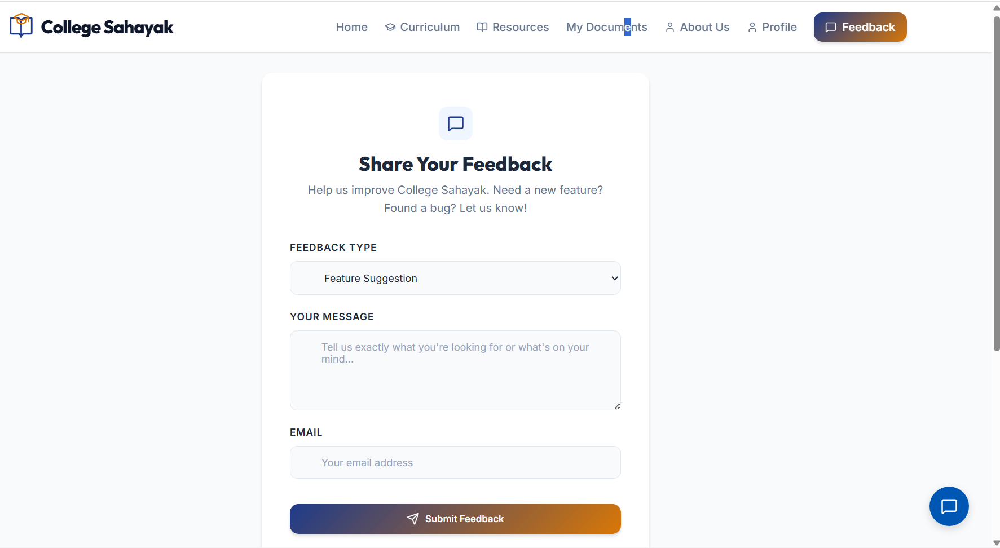 College Sahayak
Home Curriculum Resources My Documents About Us Profile Feedback
Share Your Feedback
Help us improve College Sahayak. Need a new feature?
Found a bug? Let us know!
FEEDBACK TYPE
Feature Suggestion
YOUR MESSAGE
Tell us exactly what you're looking for or what's on your
mind...
EMAIL
Your email address
Submit Feedback